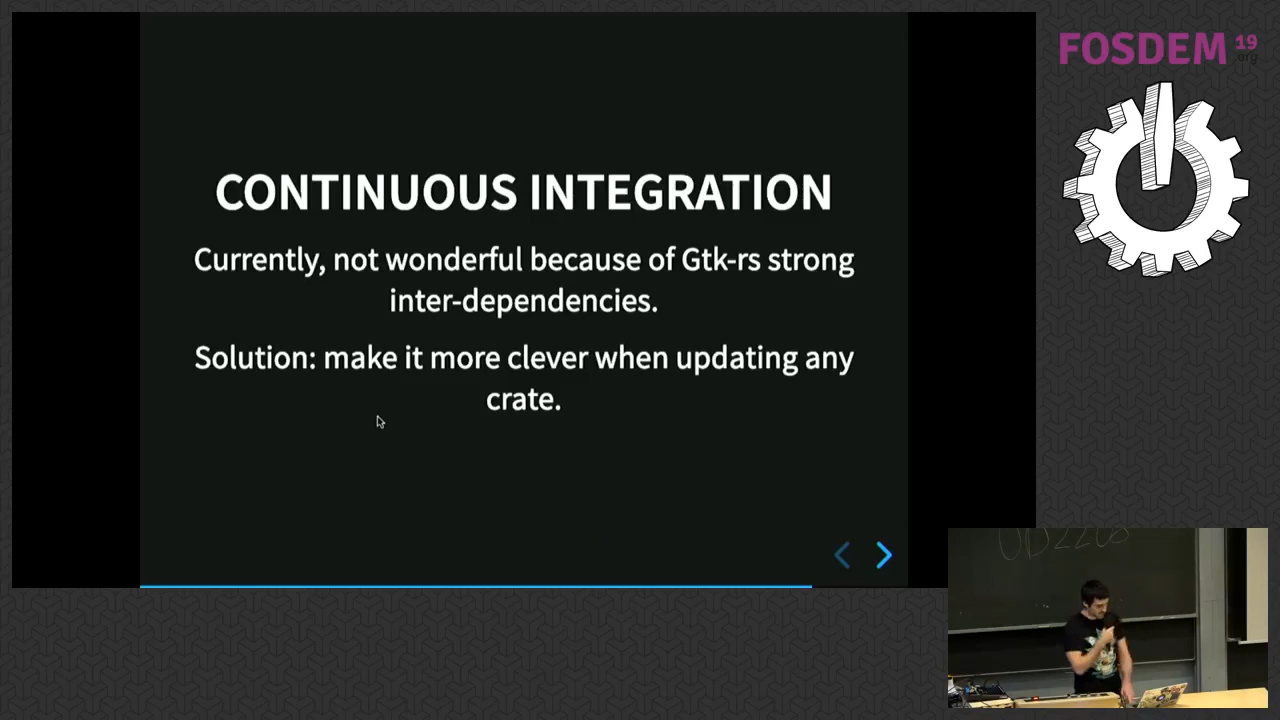 FOSDEM 19
.org
CONTINUOUS INTEGRATION
Currently, not wonderful because of Gtk-rs strong
inter-dependencies.
Solution: make it more clever when updating any
crate.